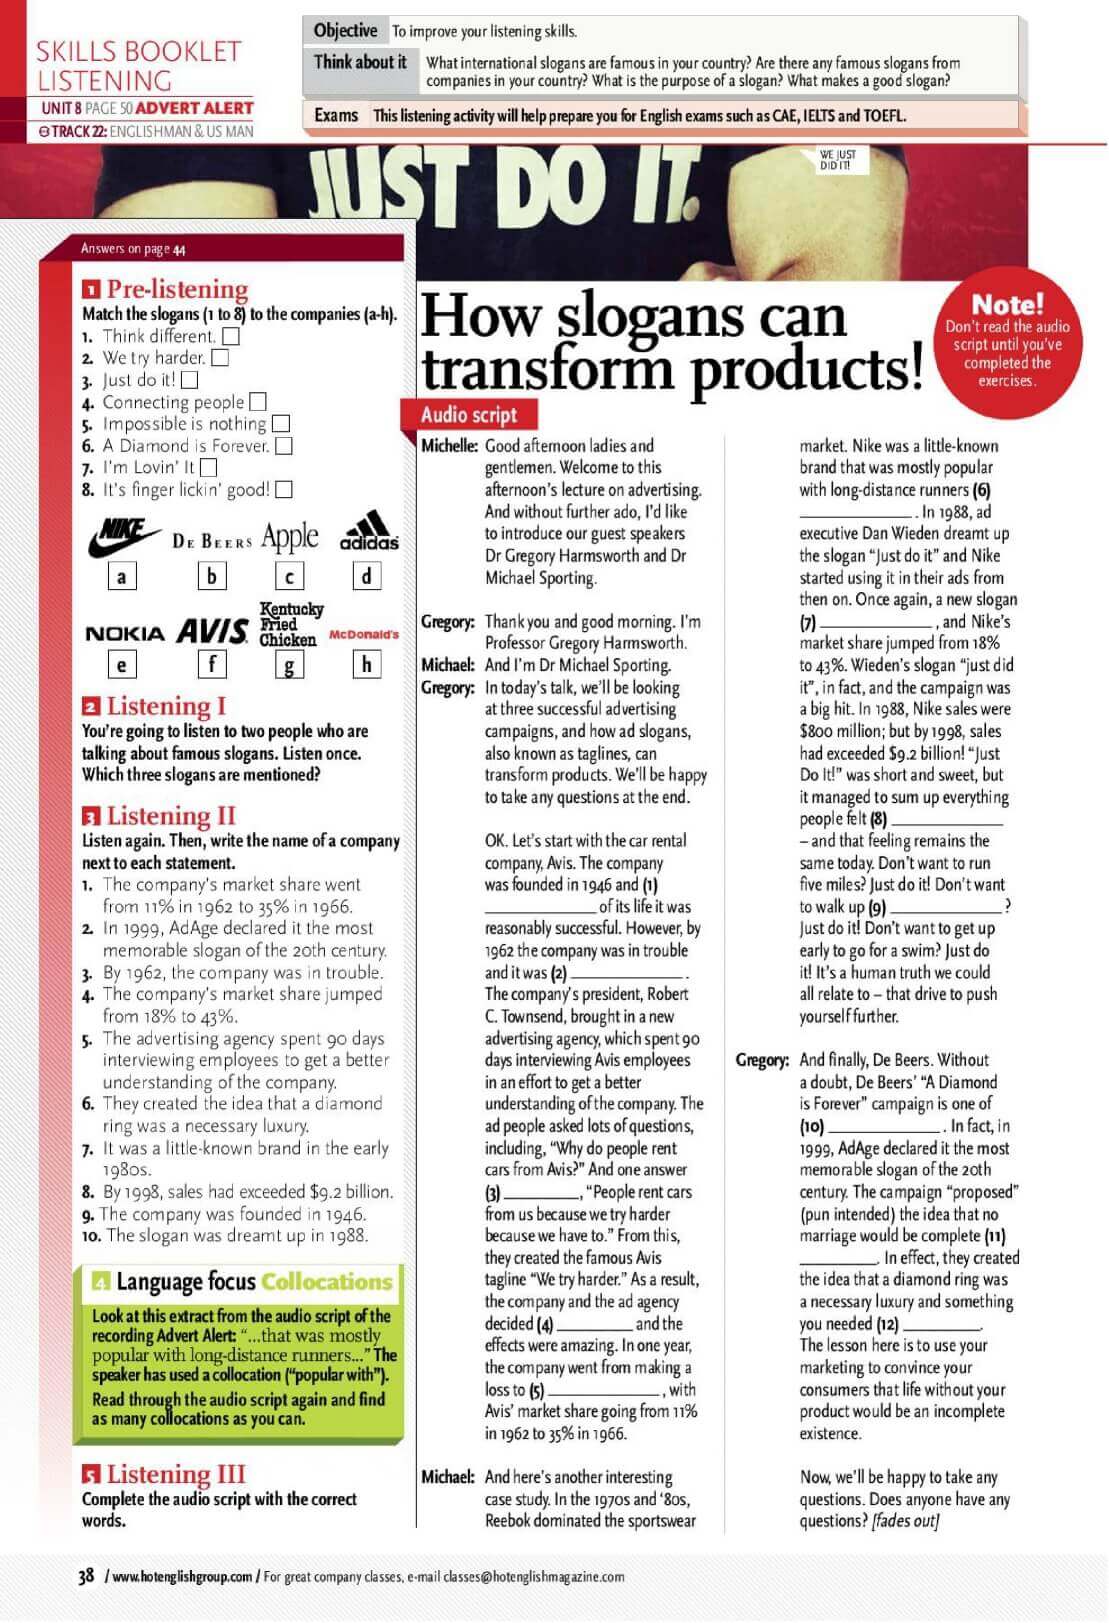 SKILLS BOOKLET
LISTENING
UNIT 8 PAGE 50 ADVERT ALERT
TRACK 22: ENGLISHMAN & US MAN
Objective To improve your listening skills.
Think about it What international slogans are famous in your country? Are there any famous slogans from
companies in your country? What is the purpose of a slogan? What makes a good slogan?
Exams This listening activity will help prepare you for English exams such as CAE, IELTS and TOEFL.
JUST DO IT.
WE JUST
DID IT!
Answers on page 44
1 Pre-listening
Match the slogans (1 to 8) to the companies (a-h).
1. Think different.
2. We try harder.
3. Just do it!
4. Connecting people
5. Impossible is nothing
6. A Diamond is Forever.
7. I'm Lovin' It
8. It's finger lickin' good!
NIKE DE BEERS Apple adidas
a b c d
NOKIA AVIS Kentucky
Fried
Chicken McDonald's
e f g h
2 Listening I
You're going to listen to two people who are
talking about famous slogans. Listen once.
Which three slogans are mentioned?
3 Listening II
Listen again. Then, write the name of a company
next to each statement.
1. The company's market share went
from 11% in 1962 to 35% in 1966.
2. In 1999, AdAge declared it the most
memorable slogan of the 20th century.
3. By 1962, the company was in trouble.
4. The company's market share jumped
from 18% to 43%.
5. The advertising agency spent 90 days
interviewing employees to get a better
understanding of the company.
6. They created the idea that a diamond
ring was a necessary luxury.
7. It was a little-known brand in the early
1980s.
8. By 1998, sales had exceeded $9.2 billion.
9. The company was founded in 1946.
10. The slogan was dreamt up in 1988.
4 Language focus Collocations
Look at this extract from the audio script of the
recording Advert Alert: "...that was mostly
popular with long-distance runners..." The
speaker has used a collocation ("popular with").
Read through the audio script again and find
as many collocations as you can.
5 Listening III
Complete the audio script with the correct
words.
How slogans can
transform products!
Note!
Don't read the audio
script until you've
completed the
exercises.
Audio script
Michelle: Good afternoon ladies and
gentlemen. Welcome to this
afternoon's lecture on advertising.
And without further ado, I'd like
to introduce our guest speakers
Dr Gregory Harmsworth and Dr
Michael Sporting.
Gregory: Thank you and good morning. I'm
Professor Gregory Harmsworth.
Michael: And I'm Dr Michael Sporting.
Gregory: In today's talk, we'll be looking
at three successful advertising
campaigns, and how ad slogans,
also known as taglines, can
transform products. We'll be happy
to take any questions at the end.
OK. Let's start with the car rental
company, Avis. The company
was founded in 1946 and (1)
____________ of its life it was
reasonably successful. However, by
1962 the company was in trouble
and it was (2) ____________ .
The company's president, Robert
C. Townsend, brought in a new
advertising agency, which spent 90
days interviewing Avis employees
in an effort to get a better
understanding of the company. The
ad people asked lots of questions,
including, "Why do people rent
cars from Avis?" And one answer
(3) ________, "People rent cars
from us because we try harder
because we have to." From this,
they created the famous Avis
tagline "We try harder." As a result,
the company and the ad agency
decided (4) ________ and the
effects were amazing. In one year,
the company went from making a
loss to (5) ____________ , with
Avis' market share going from 11%
in 1962 to 35% in 1966.
Michael: And here's another interesting
case study. In the 1970s and '80s,
Reebok dominated the sportswear
market. Nike was a little-known
brand that was mostly popular
with long-distance runners (6)
____________ . In 1988, ad
executive Dan Wieden dreamt up
the slogan "Just do it" and Nike
started using it in their ads from
then on. Once again, a new slogan
(7) ____________ , and Nike's
market share jumped from 18%
to 43%. Wieden's slogan "just did
it", in fact, and the campaign was
a big hit. In 1988, Nike sales were
$800 million; but by 1998, sales
had exceeded $9.2 billion! "Just
Do It!" was short and sweet, but
it managed to sum up everything
people felt (8) ____________
– and that feeling remains the
same today. Don't want to run
five miles? Just do it! Don't want
to walk up (9) ____________ ?
Just do it! Don't want to get up
early to go for a swim? Just do
it! It's a human truth we could
all relate to – that drive to push
yourself further.
Gregory: And finally, De Beers. Without
a doubt, De Beers' "A Diamond
is Forever" campaign is one of
(10) ____________ . In fact, in
1999, AdAge declared it the most
memorable slogan of the 20th
century. The campaign "proposed"
(pun intended) the idea that no
marriage would be complete (11)
________. In effect, they created
the idea that a diamond ring was
a necessary luxury and something
you needed (12) ________.
The lesson here is to use your
marketing to convince your
consumers that life without your
product would be an incomplete
existence.
Now, we'll be happy to take any
questions. Does anyone have any
questions? [fades out]
38 / www.hotenglishgroup.com / For great company classes, e-mail classes@hotenglishmagazine.com